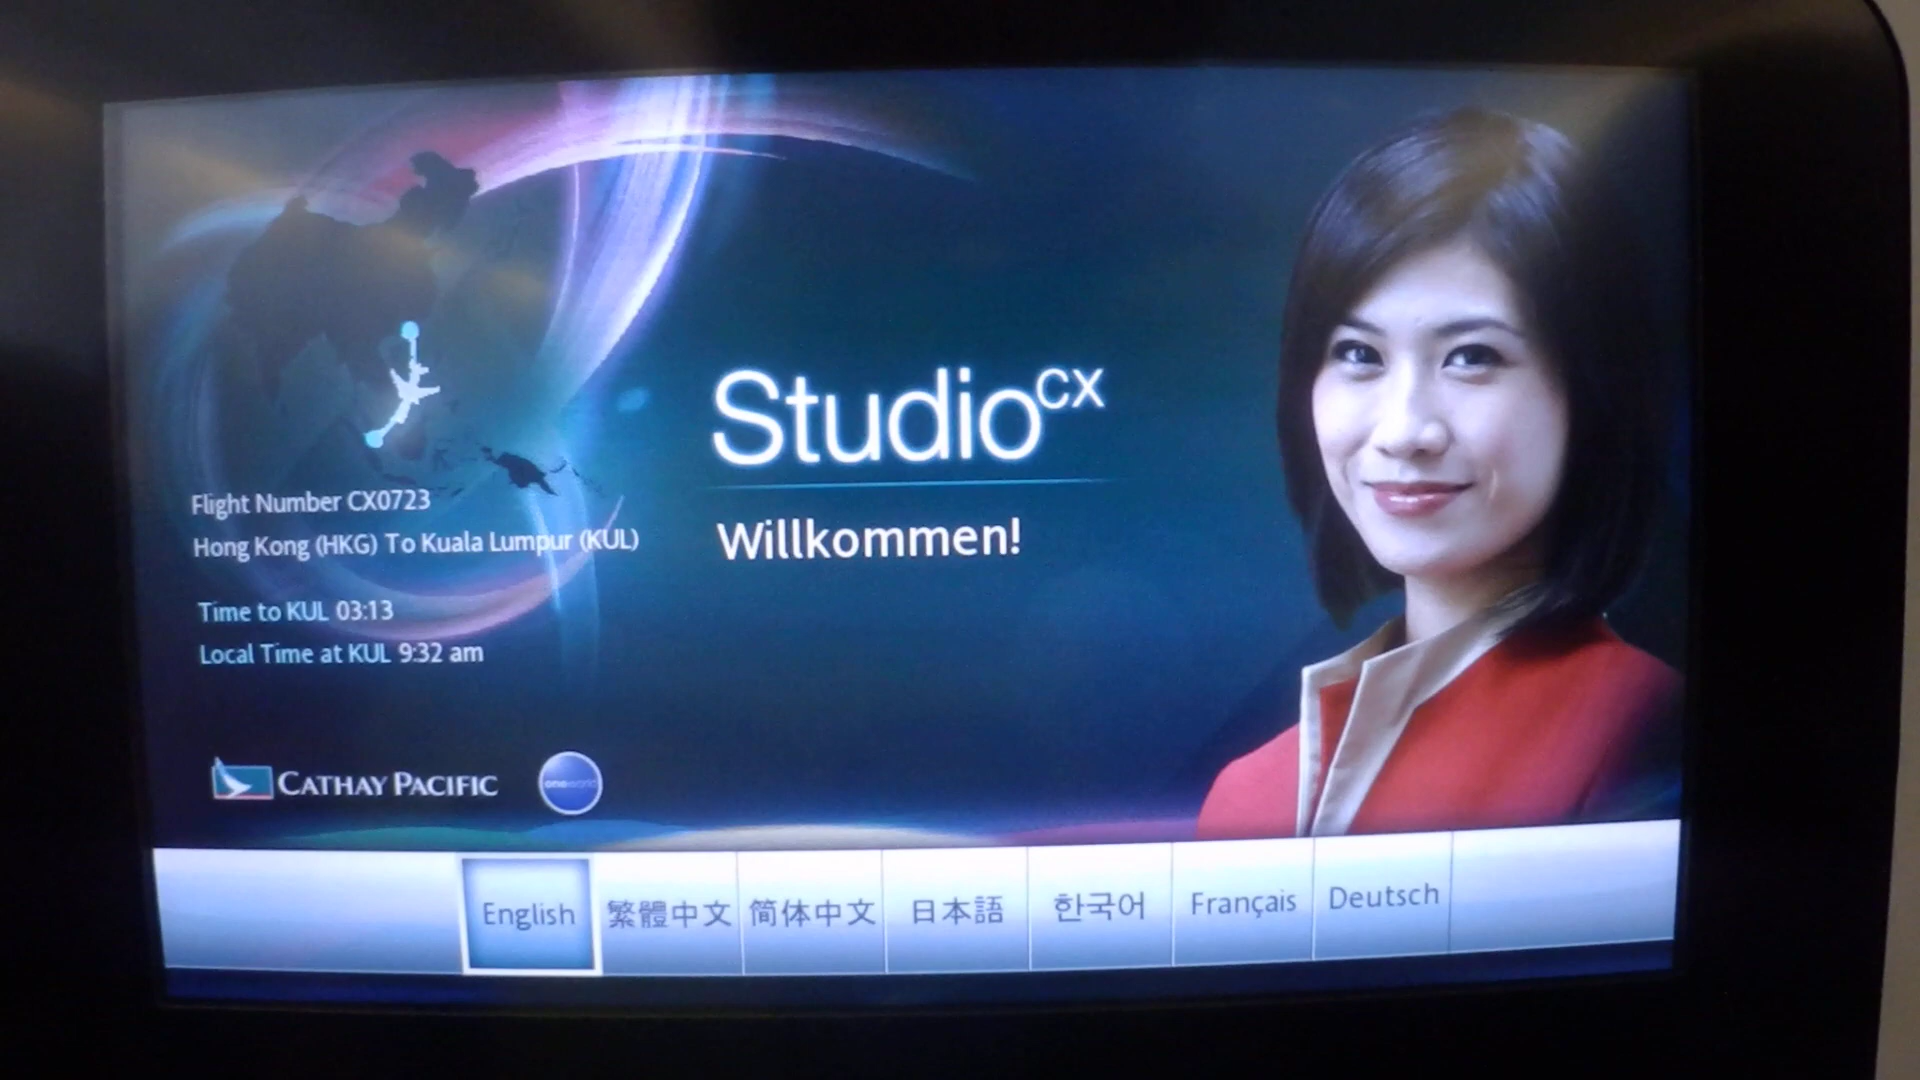 Studio CX
Willkommen!
Flight Number CX0723
Hong Kong (HKG) To Kuala Lumpur (KUL)
Time to KUL 03:13
Local Time at KUL 9:32 am
CATHAY PACIFIC
oneworld
English
繁體中文
简体中文
日本語
한국어
Français
Deutsch